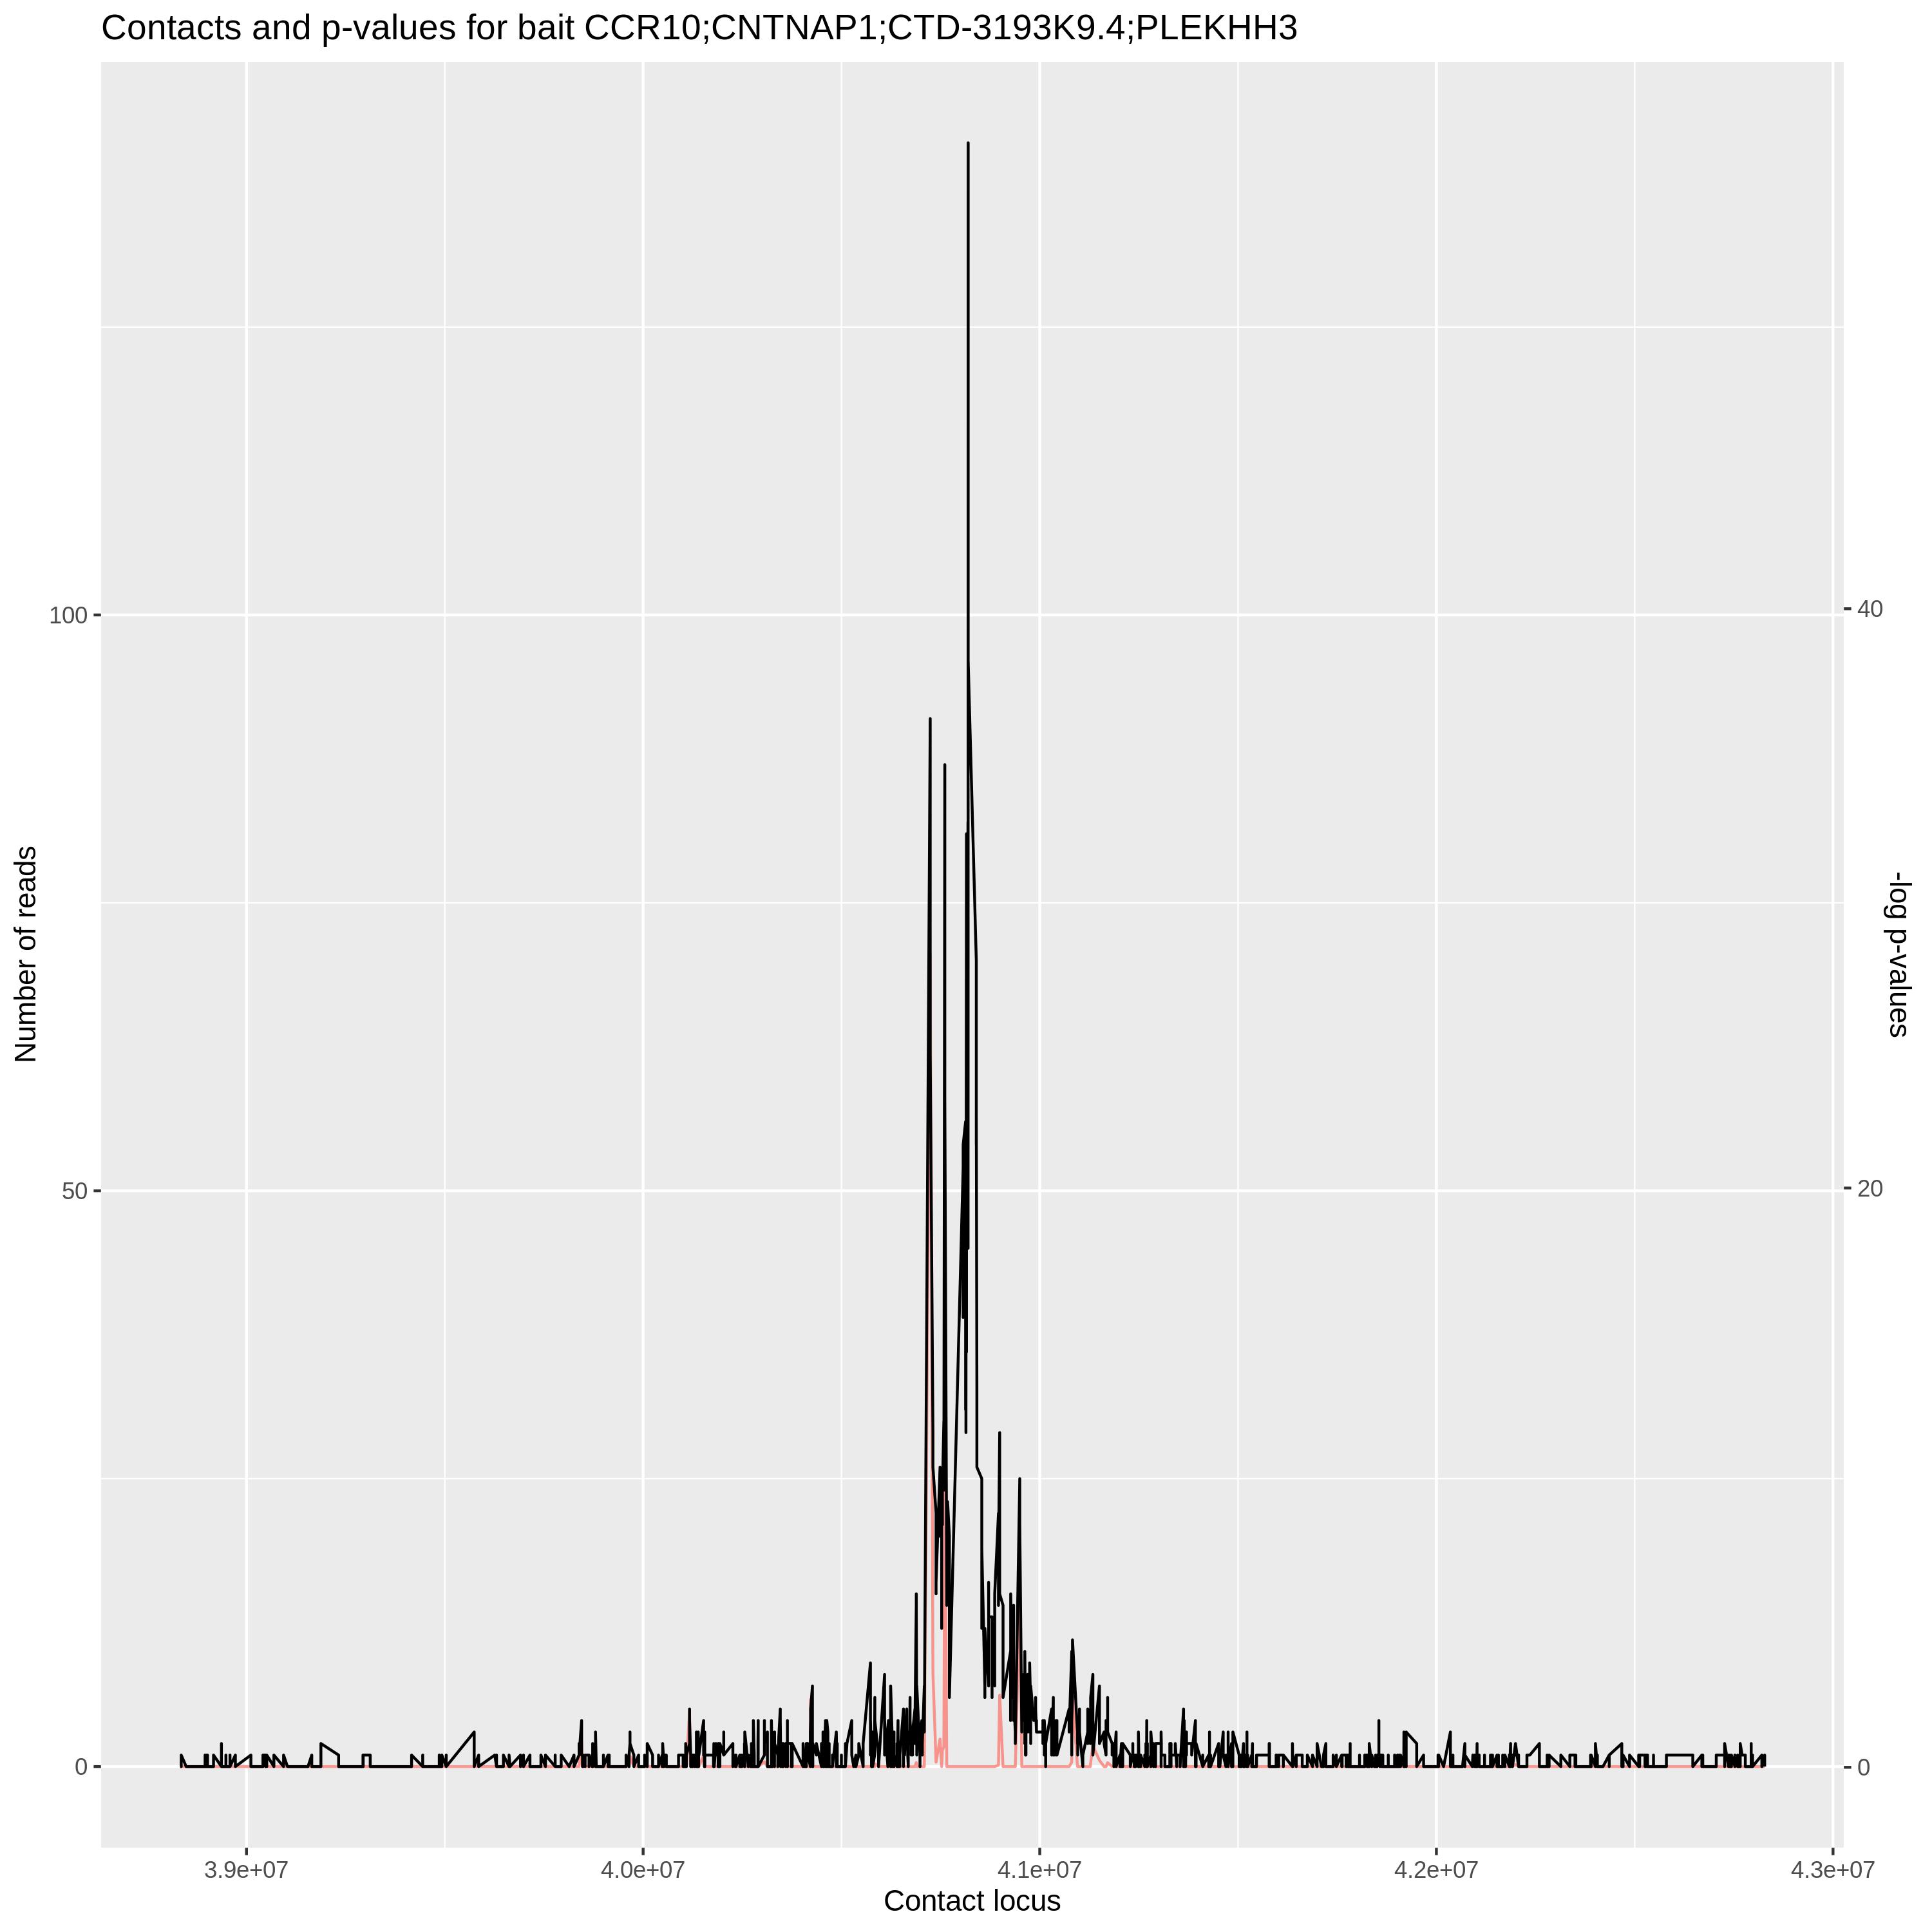 Contacts and p-values for bait CCR10;CNTNAP1;CTD-3193K9.4;PLEKHH3
Number of reads
100
50
0
40
20
0
-log p-values
3.9e+07 4.0e+07 4.1e+07 4.2e+07 4.3e+07
Contact locus